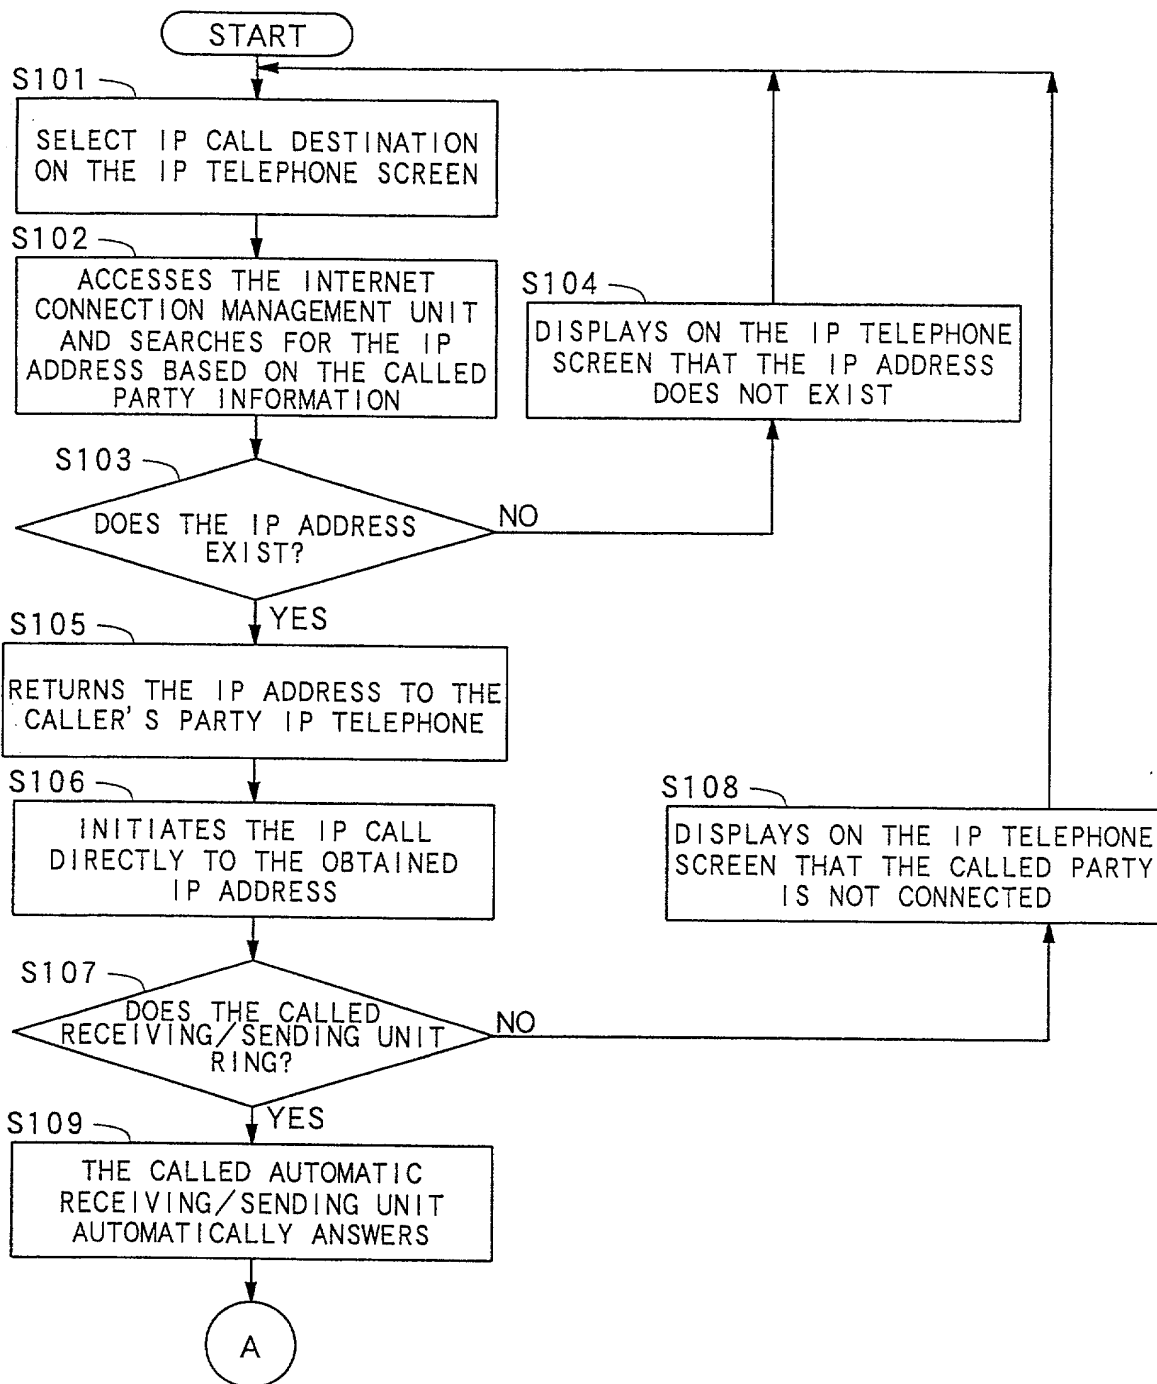 START
S101
SELECT IP CALL DESTINATION
ON THE IP TELEPHONE SCREEN
S102
ACCESSES THE INTERNET
CONNECTION MANAGEMENT UNIT
AND SEARCHES FOR THE IP
ADDRESS BASED ON THE CALLED
PARTY INFORMATION
S104
DISPLAYS ON THE IP TELEPHONE
SCREEN THAT THE IP ADDRESS
DOES NOT EXIST
S103
DOES THE IP ADDRESS
EXIST?
NO
YES
S105
RETURNS THE IP ADDRESS TO THE
CALLER'S PARTY IP TELEPHONE
S106
INITIATES THE IP CALL
DIRECTLY TO THE OBTAINED
IP ADDRESS
S108
DISPLAYS ON THE IP TELEPHONE
SCREEN THAT THE CALLED PARTY
IS NOT CONNECTED
S107
DOES THE CALLED
RECEIVING/SENDING UNIT
RING?
NO
YES
S109
THE CALLED AUTOMATIC
RECEIVING/SENDING UNIT
AUTOMATICALLY ANSWERS
A